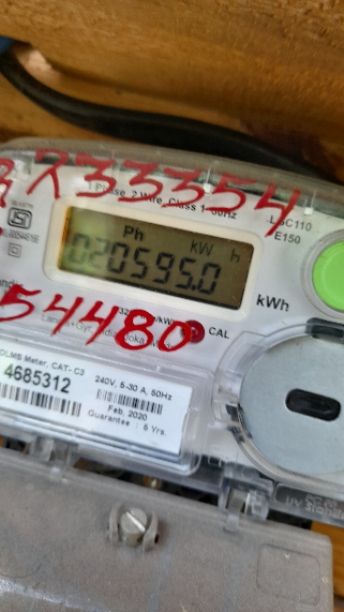 233354
1 Phase, 2 Wire, Class 1 50Hz
LSC110
E150
Ph
kW h
020595.0
kWh
54480
CAL
DLMS Meter, CAT- C3
4685312
240V, 5-30 A, 50Hz
Feb, 2020
Guarantee : 5 Yrs.